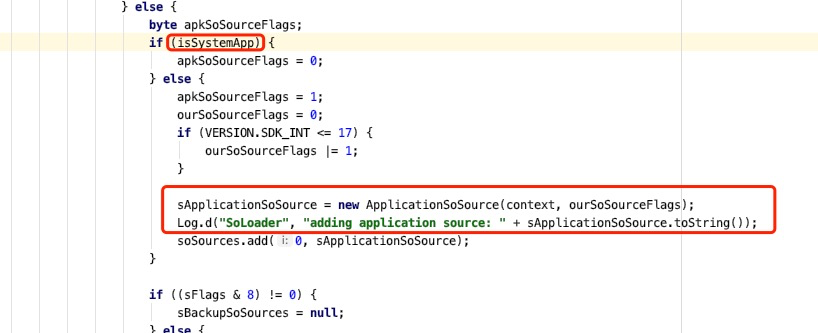 } else {
byte apkSoSourceFlags;
if (isSystemApp) {
apkSoSourceFlags = 0;
} else {
apkSoSourceFlags = 1;
ourSoSourceFlags = 0;
if (VERSION.SDK_INT <= 17) {
ourSoSourceFlags |= 1;
}
sApplicationSoSource = new ApplicationSoSource(context, ourSoSourceFlags);
Log.d("SoLoader", "adding application source: " + sApplicationSoSource.toString());
soSources.add( i: 0, sApplicationSoSource);
}
if ((sFlags & 8) != 0) {
sBackupSoSources = null;
} else {